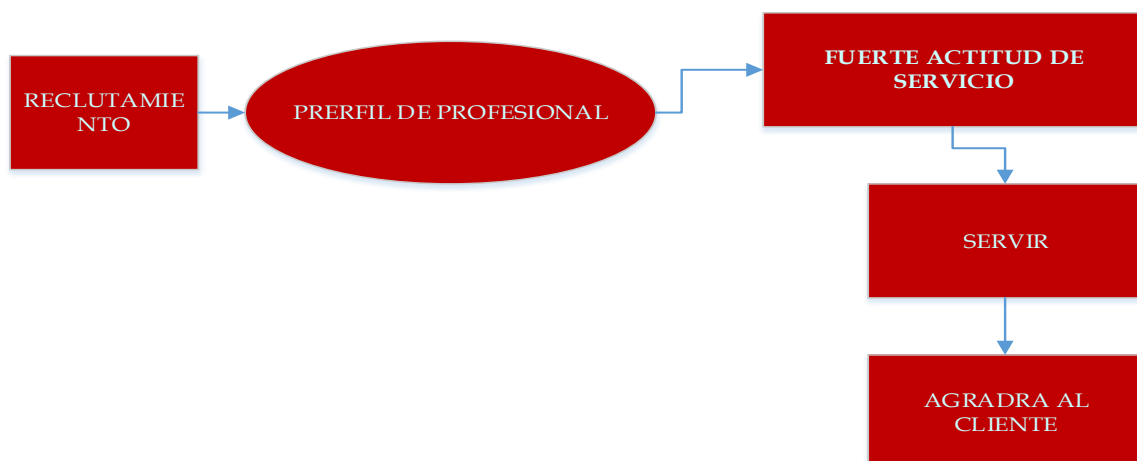 RECLUTAMIE
NTO
PRERFIL DE PROFESIONAL
FUERTE ACTITUD DE
SERVICIO
SERVIR
AGRADRA AL
CLIENTE